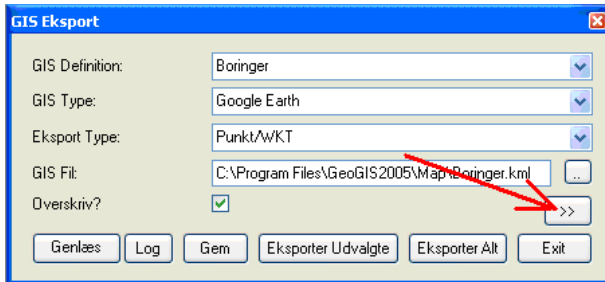 GIS Eksport
GIS Definition: Boringer
GIS Type: Google Earth
Eksport Type: Punkt/WKT
GIS Fil: C:\Program Files\GeoGIS2005\Map\Boringer.kml ..
Overskriv? >>
Genlæs Log Gem Eksporter Udvalgte Eksporter Alt Exit